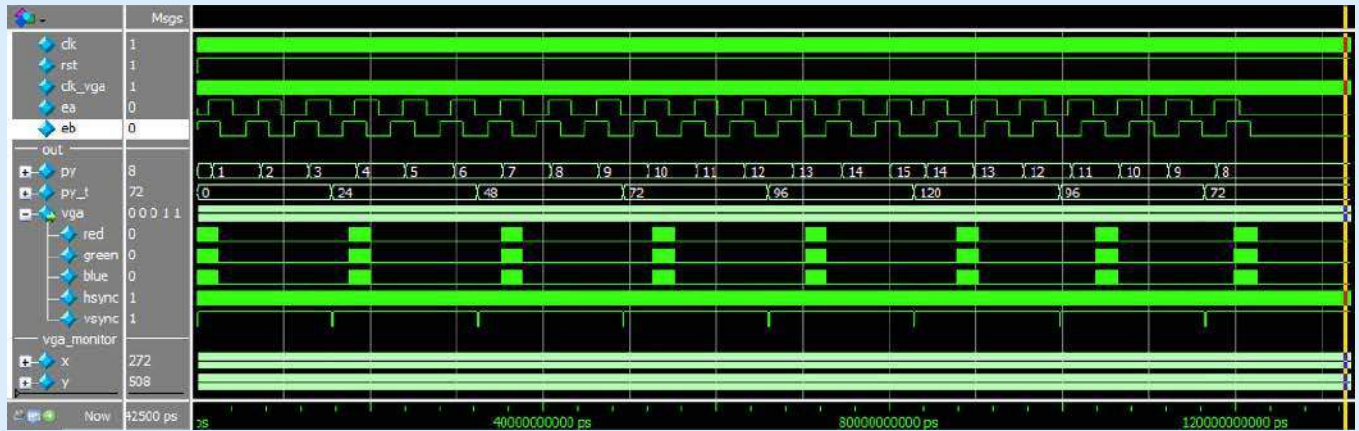 Msgs
clk 1
rst 1
clk_vga 1
ea 0
eb 0
out
py 8 1 2 3 4 5 6 7 8 9 10 11 12 13 14 15 14 13 12 11 10 9 8
py_t 72 0 24 48 72 96 120 96 72
vga 0 0 0 1 1
red 0
green 0
blue 0
hsync 1
vsync 1
vga_monitor
x 272
y 508
Now 42500 ps ps 40000000000 ps 80000000000 ps 120000000000 ps